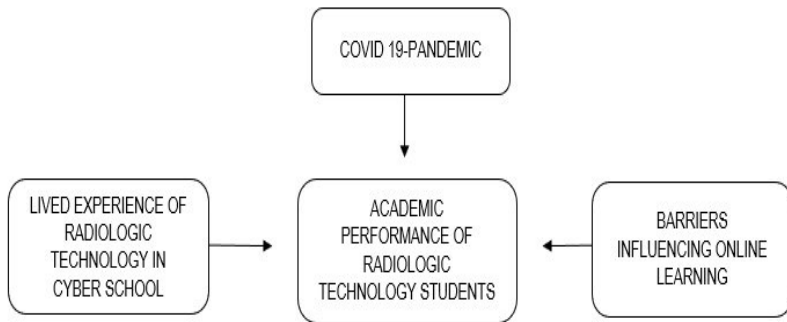 COVID 19-PANDEMIC
LIVED EXPERIENCE OF
RADIOLOGIC
TECHNOLOGY IN
CYBER SCHOOL
ACADEMIC
PERFORMANCE OF
RADIOLOGIC
TECHNOLOGY STUDENTS
BARRIERS
INFLUENCING ONLINE
LEARNING